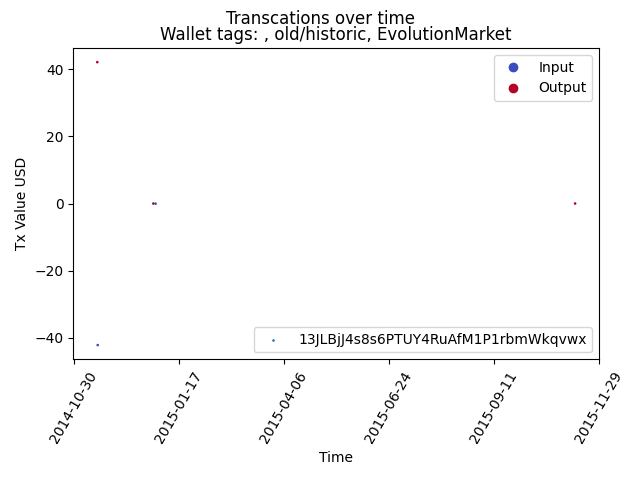 Transcations over time
Wallet tags: , old/historic, EvolutionMarket
Input
Output
40
20
0
−20
−40
Tx Value USD
13JLBjJ4s8s6PTUY4RuAfM1P1rbmWkqvwx
2014-10-30
2015-01-17
2015-04-06
2015-06-24
2015-09-11
2015-11-29
Time